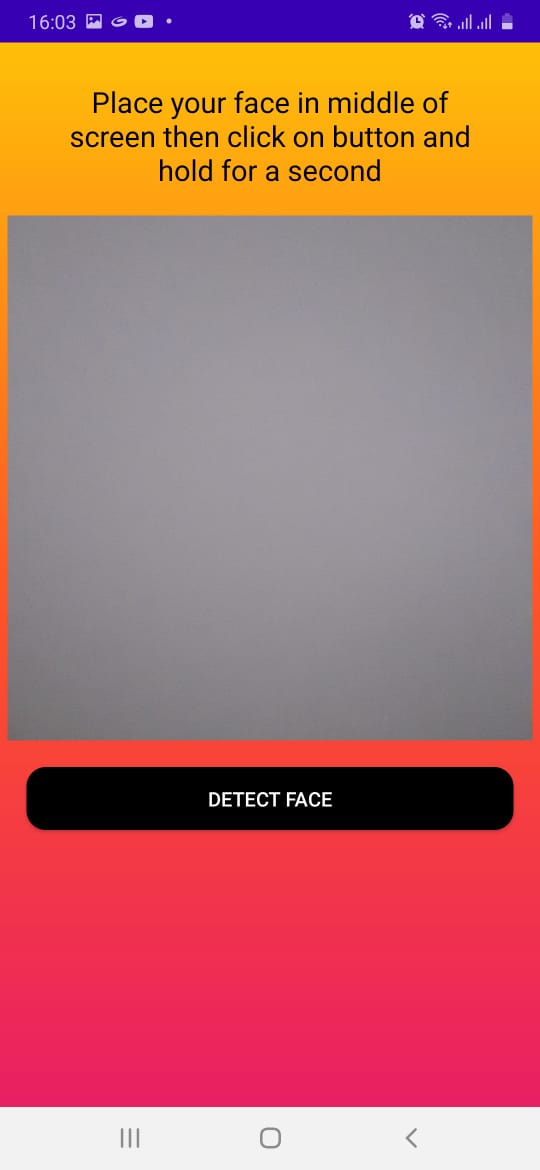 16:03
Place your face in middle of
screen then click on button and
hold for a second
DETECT FACE